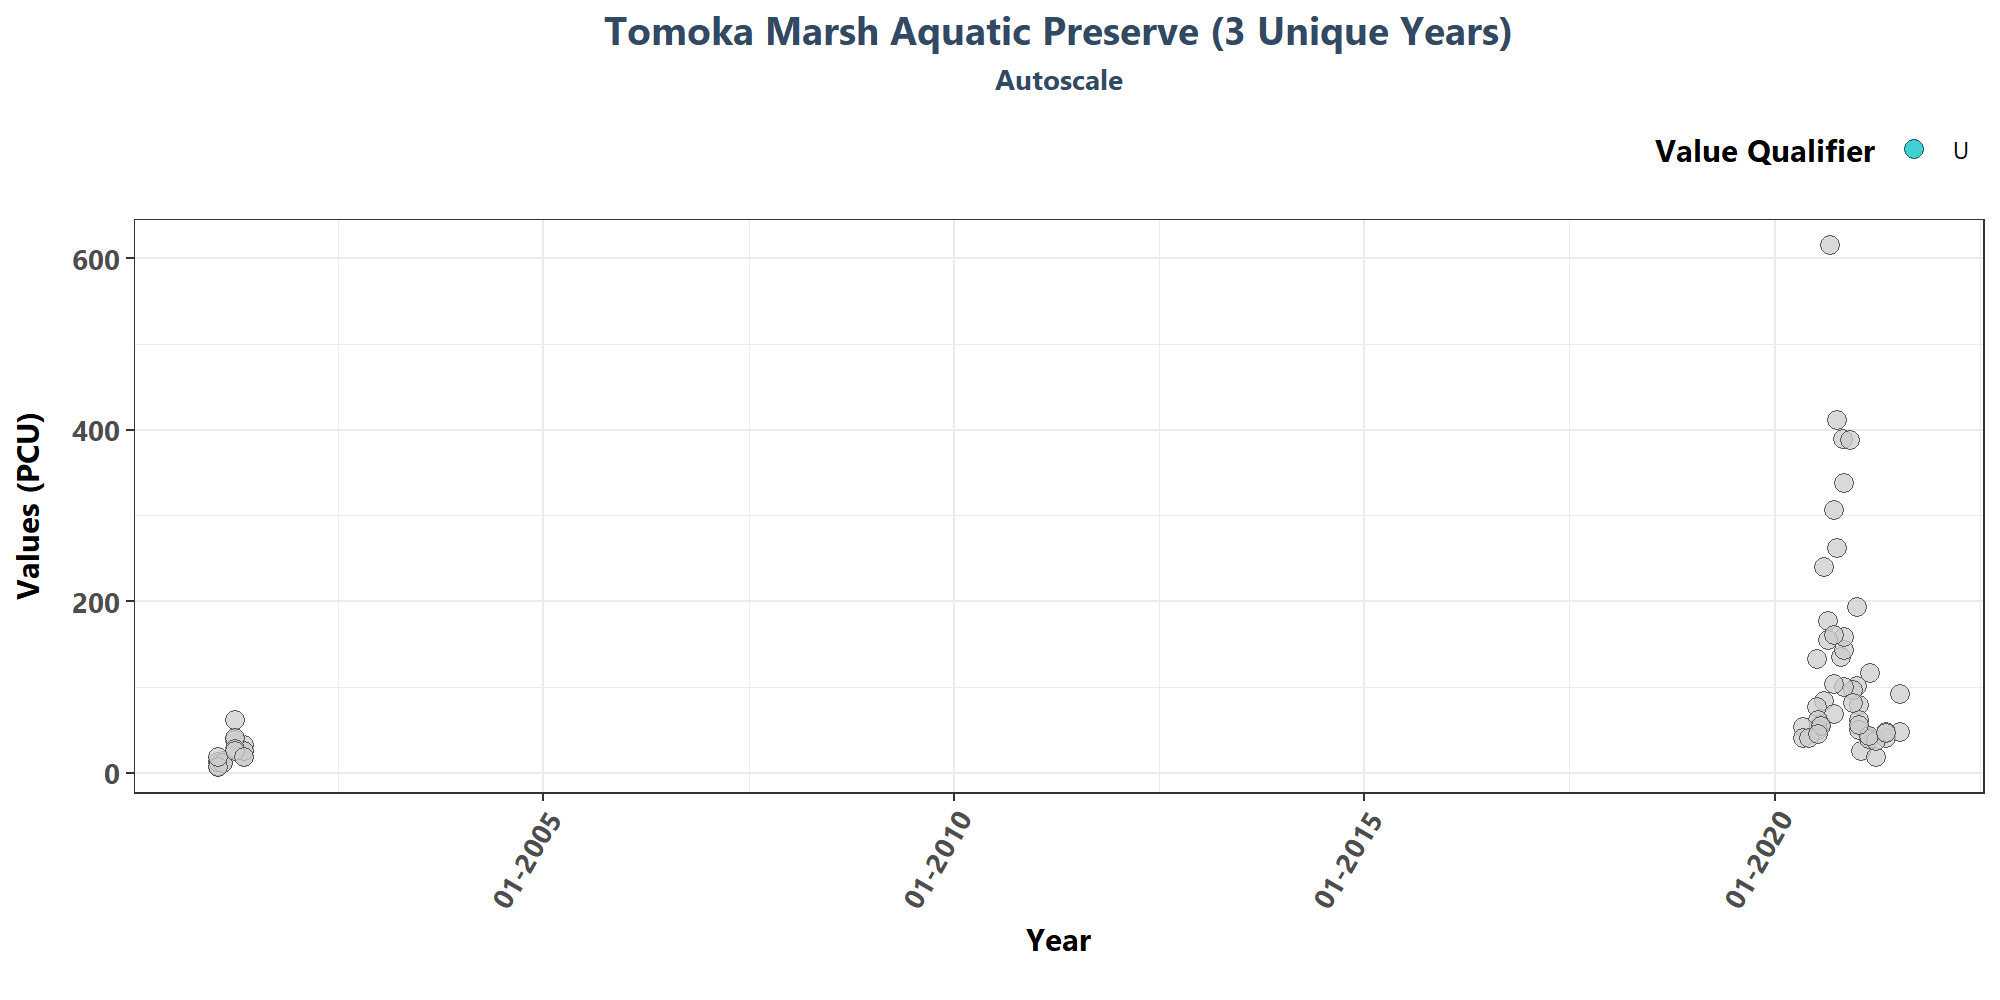 Tomoka Marsh Aquatic Preserve (3 Unique Years)
Autoscale
Value Qualifier U
600
400
200
0
Values (PCU)
01-2005
01-2010
01-2015
01-2020
Year